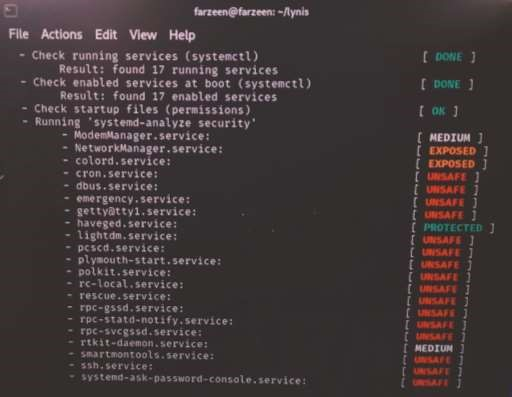 farzeen@farzeen: ~/lynis
File Actions Edit View Help
- Check running services (systemctl) [ DONE ]
Result: found 17 running services
- Check enabled services at boot (systemctl) [ DONE ]
Result: found 17 enabled services
- Check startup files (permissions) [ OK ]
- Running 'systemd-analyze security'
- ModemManager.service: [ MEDIUM ]
- NetworkManager.service: [ EXPOSED ]
- colord.service: [ EXPOSED ]
- cron.service: [ UNSAFE ]
- dbus.service: [ UNSAFE ]
- emergency.service: [ UNSAFE ]
- getty@tty1.service: [ UNSAFE ]
- haveged.service: [ PROTECTED ]
- lightdm.service: [ UNSAFE ]
- pcscd.service: [ UNSAFE ]
- plymouth-start.service: [ UNSAFE ]
- polkit.service: [ UNSAFE ]
- rc-local.service: [ UNSAFE ]
- rescue.service: [ UNSAFE ]
- rpc-gssd.service: [ UNSAFE ]
- rpc-statd-notify.service: [ UNSAFE ]
- rpc-svcgssd.service: [ UNSAFE ]
- rtkit-daemon.service: [ MEDIUM ]
- smartmontools.service: [ UNSAFE ]
- ssh.service: [ UNSAFE ]
- systemd-ask-password-console.service: [ UNSAFE ]